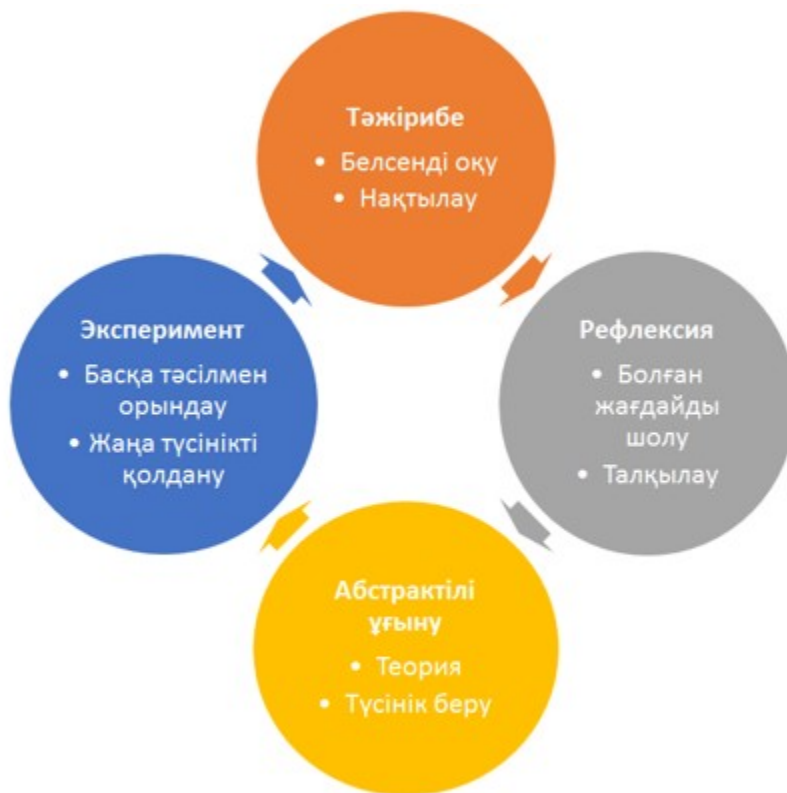 Тәжірибе
• Белсенді оқу
• Нақтылау
Эксперимент
• Басқа тәсілмен
орындау
• Жаңа түсінікті
қолдану
Рефлексия
• Болған
жағдайды
шолу
• Талқылау
Абстрактілі
ұғыну
• Теория
• Түсінік беру